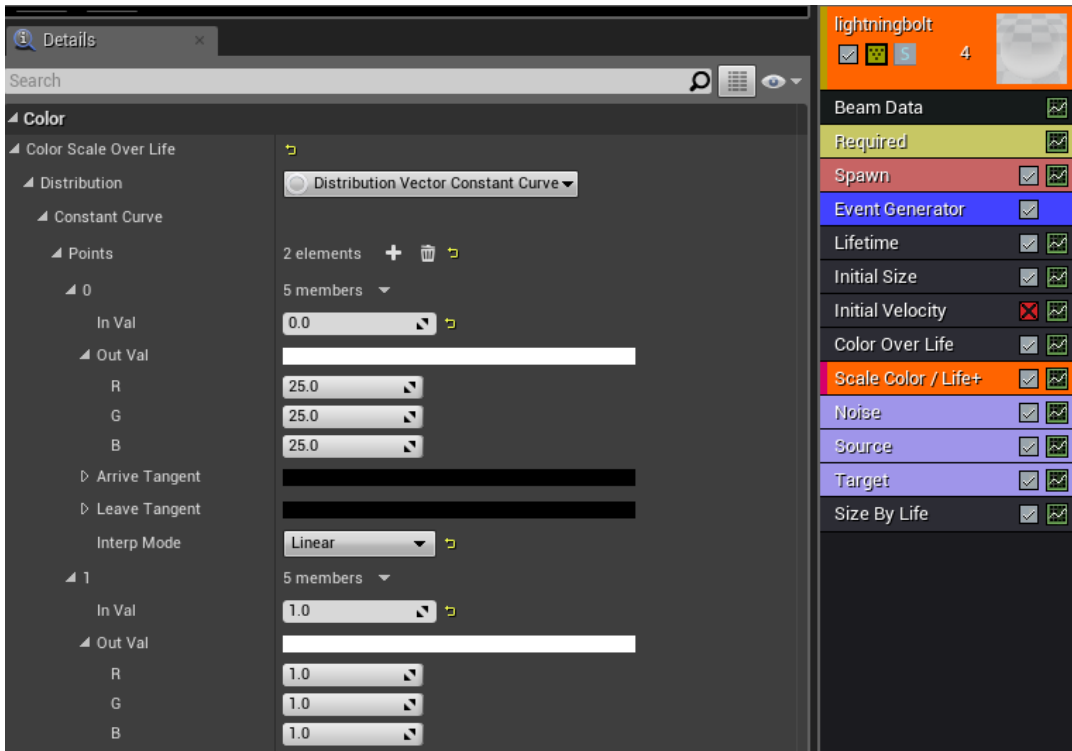 Details
Search
Color
Color Scale Over Life
Distribution Distribution Vector Constant Curve
Constant Curve
Points 2 elements
0 5 members
In Val 0.0
Out Val
R 25.0
G 25.0
B 25.0
Arrive Tangent
Leave Tangent
Interp Mode Linear
1 5 members
In Val 1.0
Out Val
R 1.0
G 1.0
B 1.0
lightningbolt
S 4
Beam Data
Required
Spawn
Event Generator
Lifetime
Initial Size
Initial Velocity
Color Over Life
Scale Color / Life+
Noise
Source
Target
Size By Life